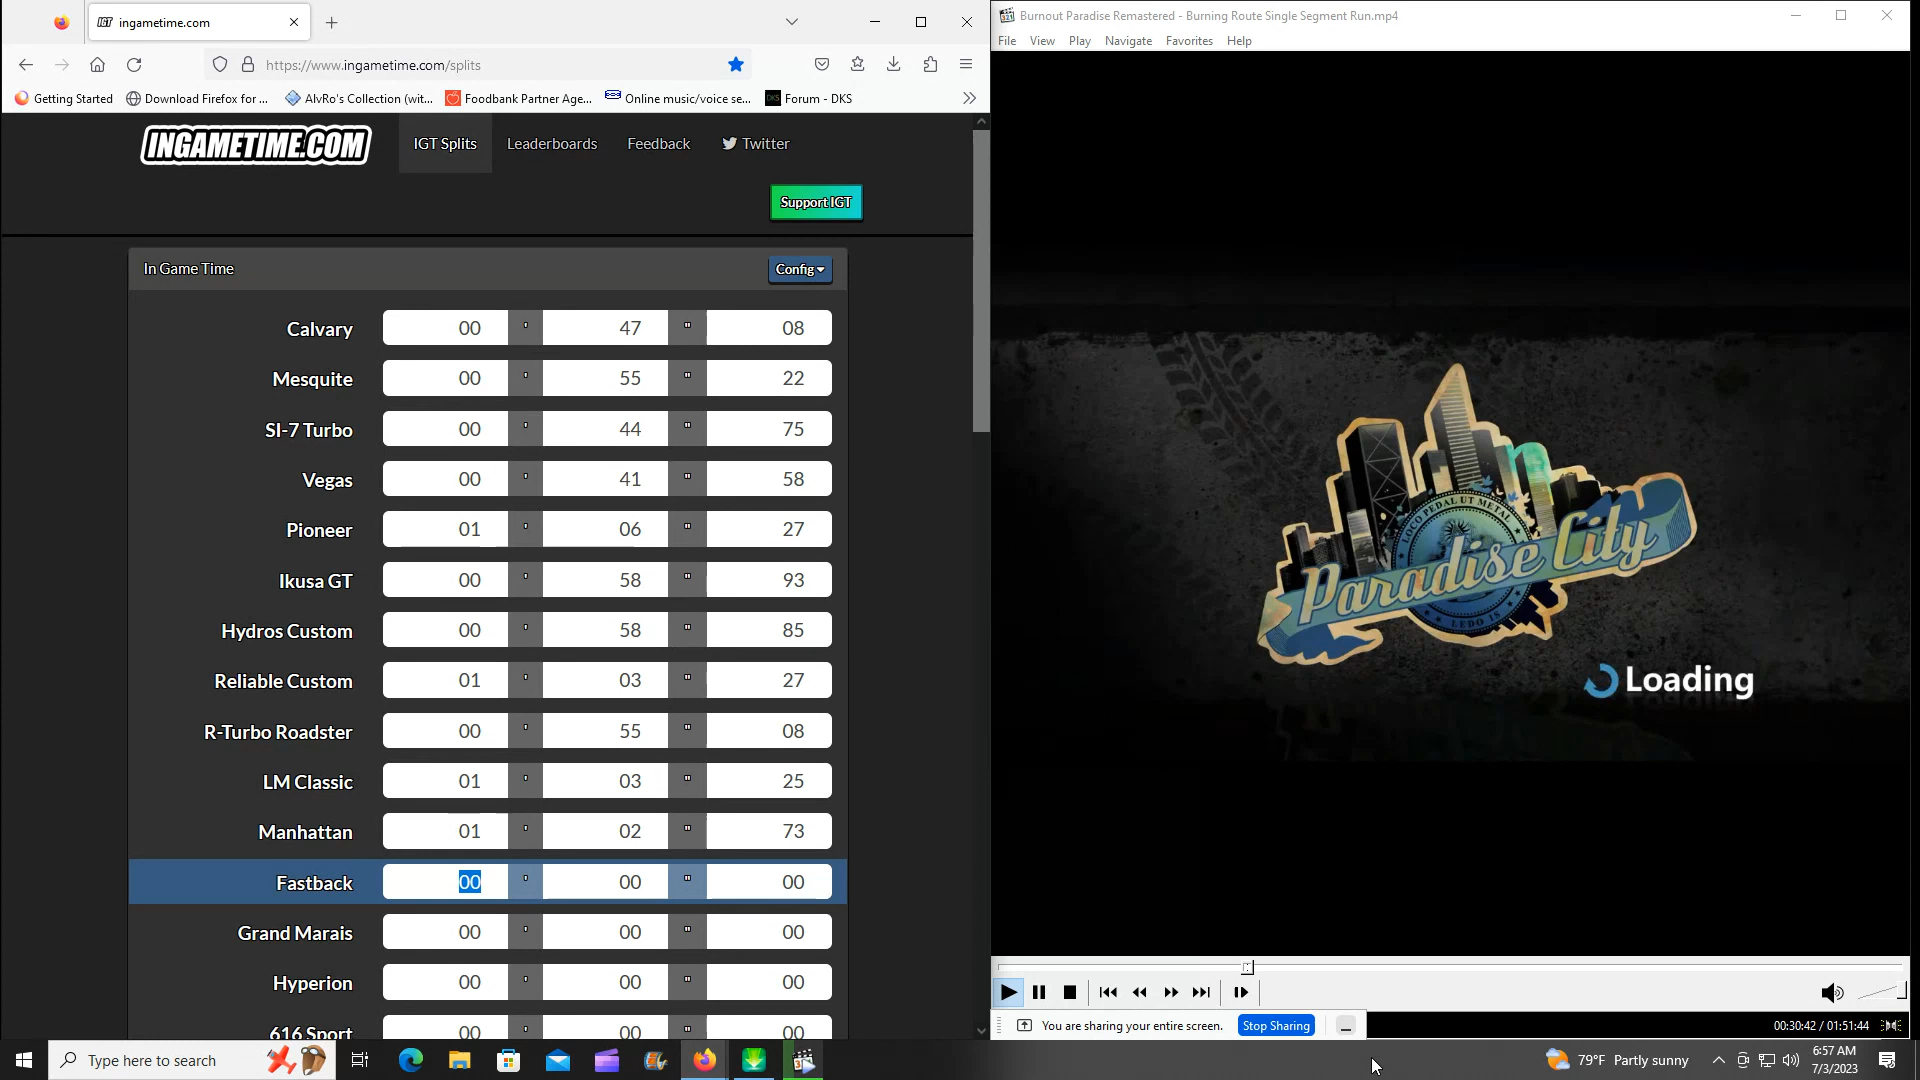 ingametime.com
https://www.ingametime.com/splits
Getting Started
Download Firefox for ...
AlvRo's Collection (wit...
Foodbank Partner Age...
Online music/voice se...
DKS
Forum - DKS
INGAMETIME.COM
IGT Splits
Leaderboards
Feedback
Twitter
Support IGT
In Game Time
Config
Calvary 00 ' 47 " 08
Mesquite 00 ' 55 " 22
SI-7 Turbo 00 ' 44 " 75
Vegas 00 ' 41 " 58
Pioneer 01 ' 06 " 27
Ikusa GT 00 ' 58 " 93
Hydros Custom 00 ' 58 " 85
Reliable Custom 01 ' 03 " 27
R-Turbo Roadster 00 ' 55 " 08
LM Classic 01 ' 03 " 25
Manhattan 01 ' 02 " 73
Fastback 00 ' 00 " 00
Grand Marais 00 ' 00 " 00
Hyperion 00 ' 00 " 00
616 Sport 00 ' 00 " 00
Burnout Paradise Remastered - Burning Route Single Segment Run.mp4
File View Play Navigate Favorites Help
LOCO PEDAL UT METAL
Paradise City
LEDO IS
Loading
You are sharing your entire screen.
Stop Sharing
00:30:42 / 01:51:44
Type here to search
79°F Partly sunny
6:57 AM
7/3/2023